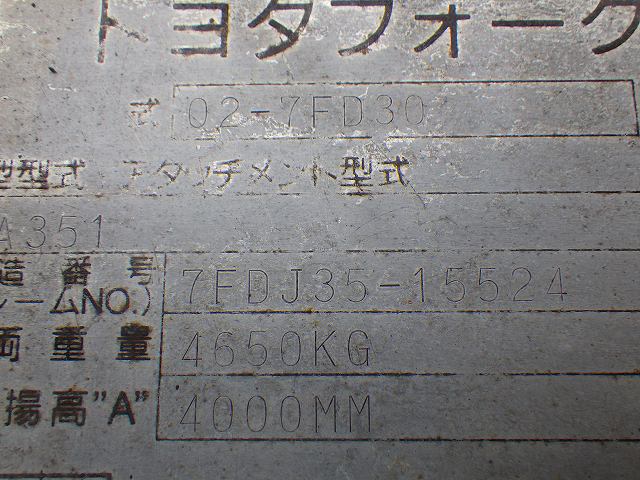 トヨタフォーク
式 02-7FD30
型式 アタッチメント型式
A351
造番号 7FDJ35-15524
レームNO.)
両重量 4650KG
揚高"A" 4000MM